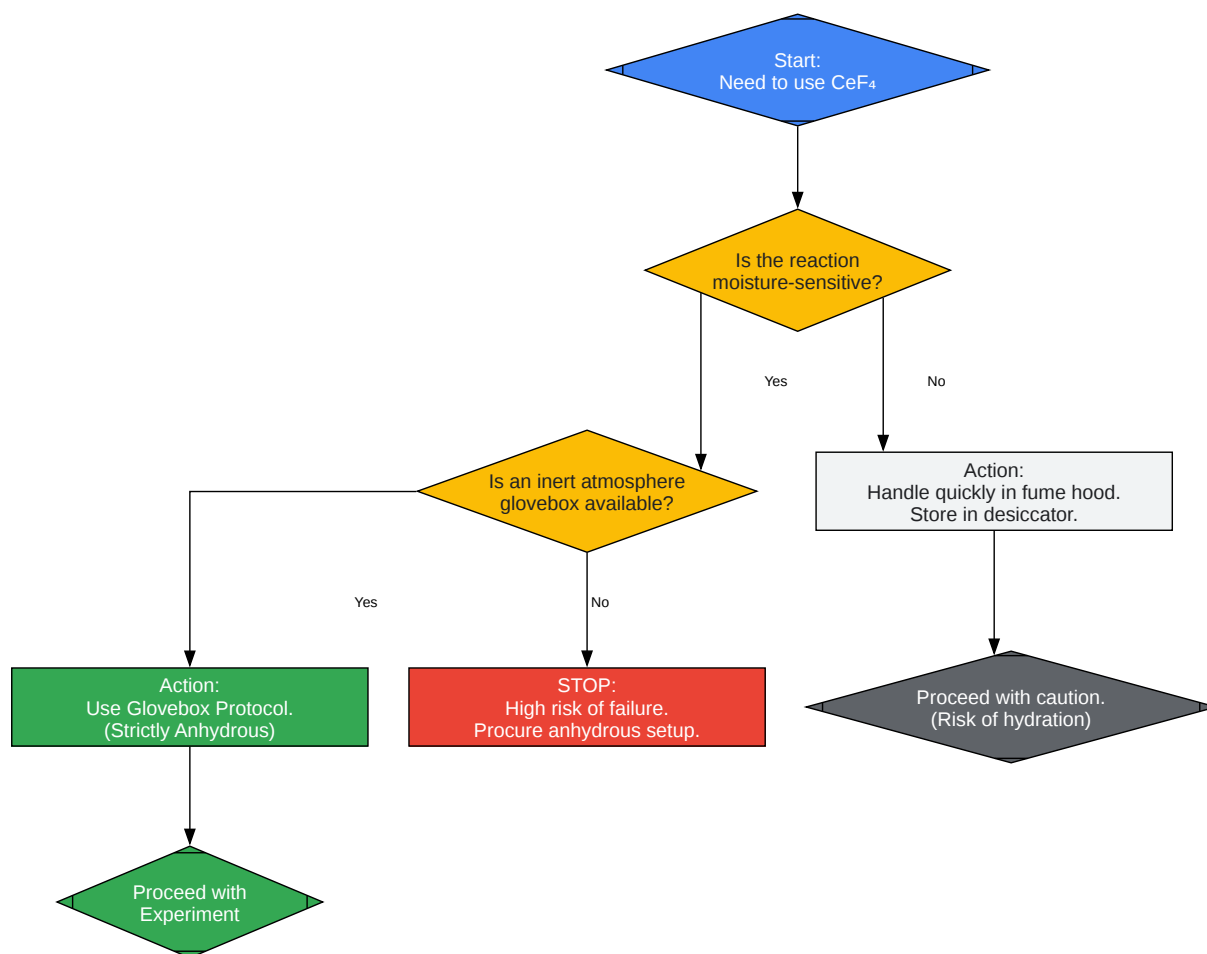 Start:
Need to use CeF₄
Is the reaction
moisture-sensitive?
Yes
No
Is an inert atmosphere
glovebox available?
Action:
Handle quickly in fume hood.
Store in desiccator.
Yes
No
Action:
Use Glovebox Protocol.
(Strictly Anhydrous)
STOP:
High risk of failure.
Procure anhydrous setup.
Proceed with caution.
(Risk of hydration)
Proceed with
Experiment